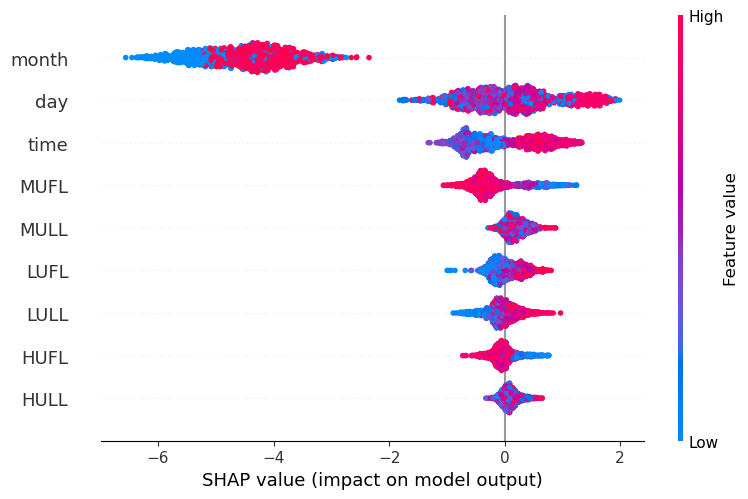 High
month
day
time
MUFL
MULL
LUFL
LULL
HUFL
HULL
Feature value
Low
−6
−4
−2
0
2
SHAP value (impact on model output)